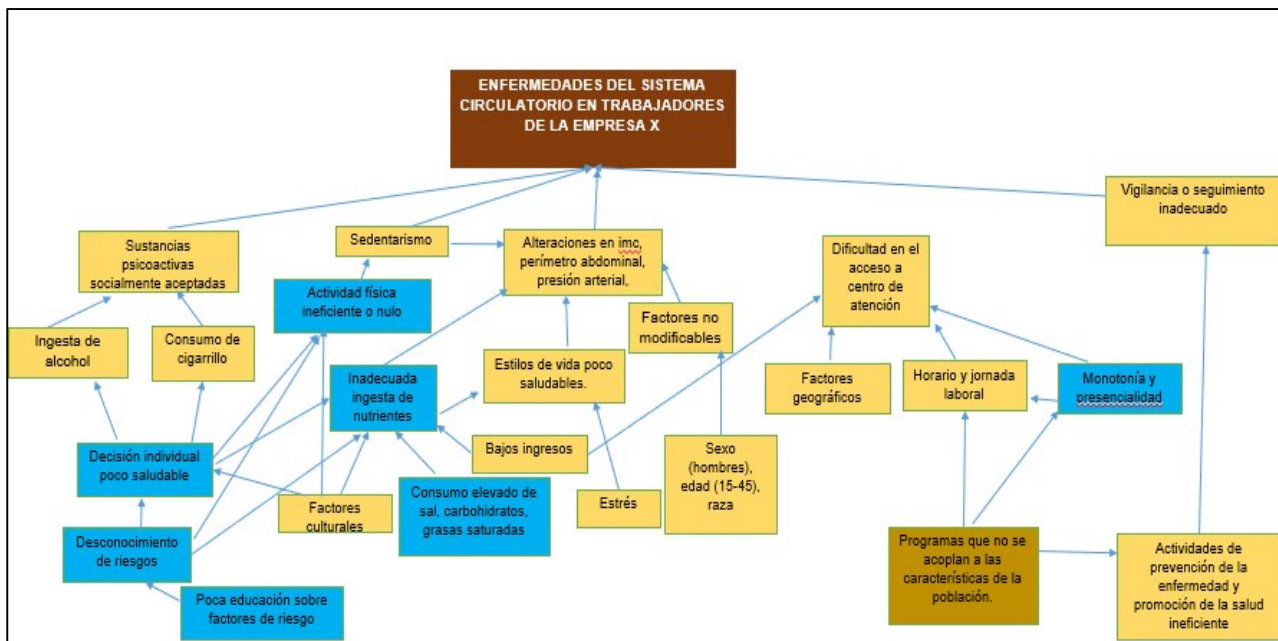 ENFERMEDADES DEL SISTEMA
CIRCULATORIO EN TRABAJADORES
DE LA EMPRESA X
Vigilancia o seguimiento
inadecuado
Sustancias
psicoactivas
socialmente aceptadas
Sedentarismo
Alteraciones en imc,
perímetro abdominal,
presión arterial,
Dificultad en el
acceso a
centro de
atención
Actividad física
ineficiente o nulo
Factores no
modificables
Ingesta de
alcohol
Consumo de
cigarrillo
Estilos de vida poco
saludables.
Inadecuada
ingesta de
nutrientes
Factores
geográficos
Horario y jornada
laboral
Monotonía y
presencialidad
Decisión individual
poco saludable
Bajos ingresos
Sexo
(hombres),
edad (15-45),
raza
Factores
culturales
Consumo elevado de
sal, carbohidratos,
grasas saturadas
Estrés
Desconocimiento
de riesgos
Programas que no se
acoplan a las
características de la
población.
Actividades de
prevención de la
enfermedad y
promoción de la salud
ineficiente
Poca educación sobre
factores de riesgo